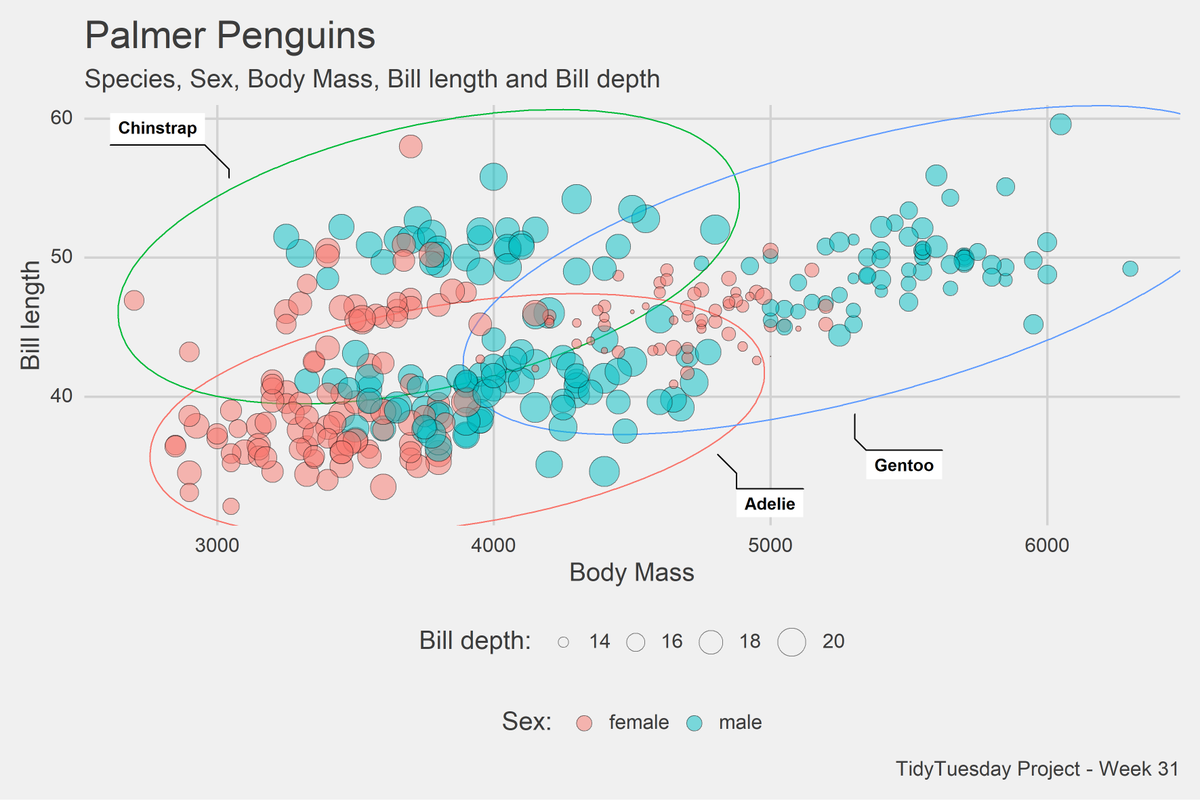 Palmer Penguins
Species, Sex, Body Mass, Bill length and Bill depth
60
Chinstrap
50
Bill length
40
Gentoo
Adelie
3000 4000 5000 6000
Body Mass
Bill depth: 14 16 18 20
Sex: female male
TidyTuesday Project - Week 31